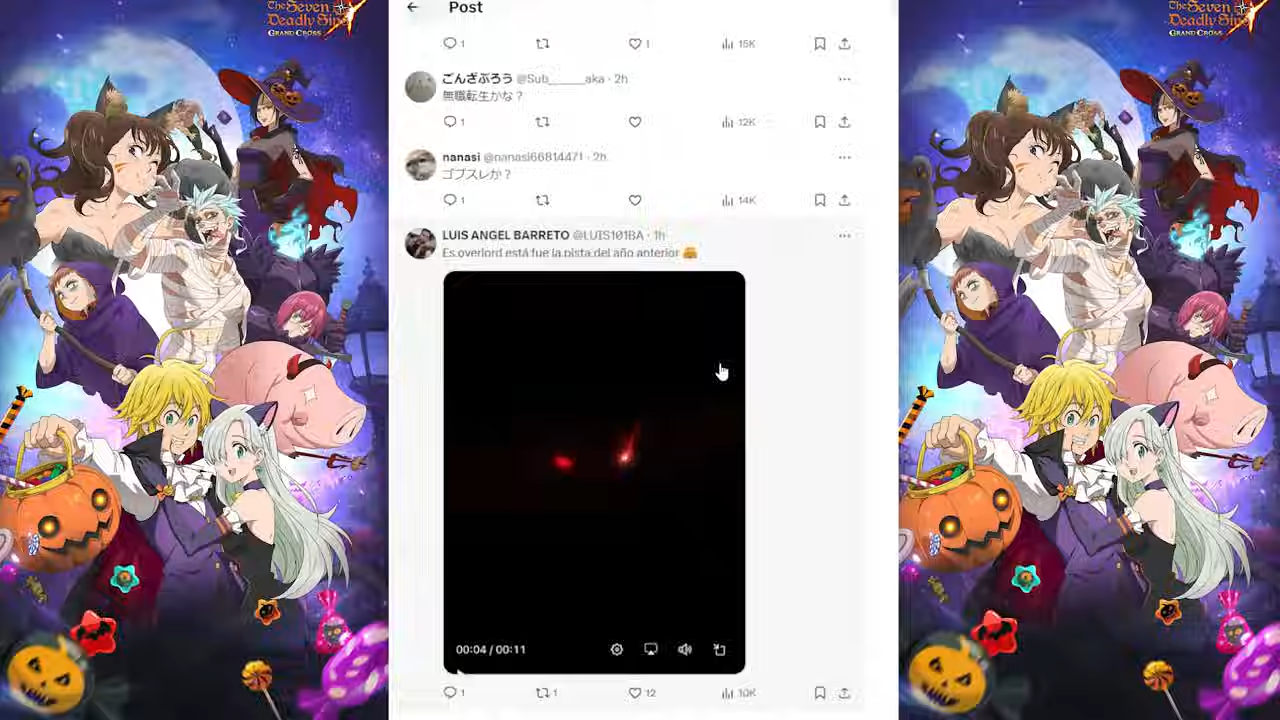 The Seven
Deadly Sins
GRAND CROSS
Post
1
1
15K
ごんざぶろう @Sub______aka · 2h
無職転生かな？
1
12K
nanasi @nanasi66814471 · 2h
ゴブスレか？
1
14K
LUIS ANGEL BARRETO @LUIS101BA · 1h
Es overlord está fue la pista del año anterior
00:04 / 00:11
1
1
12
10K
The Seven
Deadly Sins
GRAND CROSS